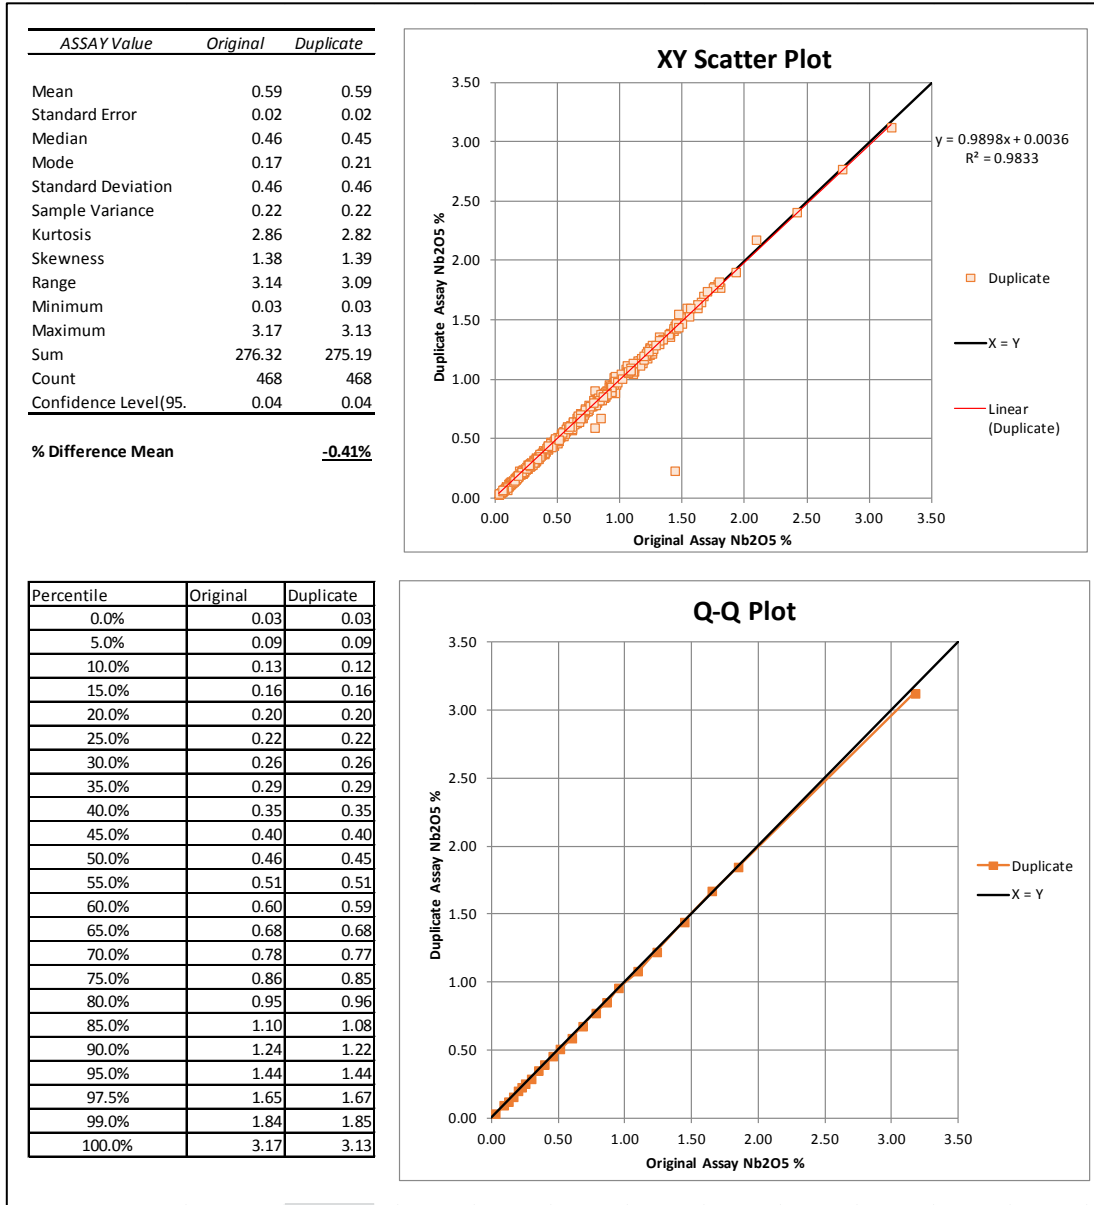 ASSAY Value Original Duplicate
Mean 0.59 0.59
Standard Error 0.02 0.02
Median 0.46 0.45
Mode 0.17 0.21
Standard Deviation 0.46 0.46
Sample Variance 0.22 0.22
Kurtosis 2.86 2.82
Skewness 1.38 1.39
Range 3.14 3.09
Minimum 0.03 0.03
Maximum 3.17 3.13
Sum 276.32 275.19
Count 468 468
Confidence Level(95. 0.04 0.04
% Difference Mean -0.41%
XY Scatter Plot
3.50
3.00
2.50
2.00
1.50
1.00
0.50
0.00
Duplicate Assay Nb2O5 %
0.00 0.50 1.00 1.50 2.00 2.50 3.00 3.50
Original Assay Nb2O5 %
y = 0.9898x + 0.0036
R² = 0.9833
Duplicate
X = Y
Linear
(Duplicate)
Percentile Original Duplicate
0.0% 0.03 0.03
5.0% 0.09 0.09
10.0% 0.13 0.12
15.0% 0.16 0.16
20.0% 0.20 0.20
25.0% 0.22 0.22
30.0% 0.26 0.26
35.0% 0.29 0.29
40.0% 0.35 0.35
45.0% 0.40 0.40
50.0% 0.46 0.45
55.0% 0.51 0.51
60.0% 0.60 0.59
65.0% 0.68 0.68
70.0% 0.78 0.77
75.0% 0.86 0.85
80.0% 0.95 0.96
85.0% 1.10 1.08
90.0% 1.24 1.22
95.0% 1.44 1.44
97.5% 1.65 1.67
99.0% 1.84 1.85
100.0% 3.17 3.13
Q-Q Plot
3.50
3.00
2.50
2.00
1.50
1.00
0.50
0.00
Duplicate Assay Nb2O5 %
0.00 0.50 1.00 1.50 2.00 2.50 3.00 3.50
Original Assay Nb2O5 %
Duplicate
X = Y